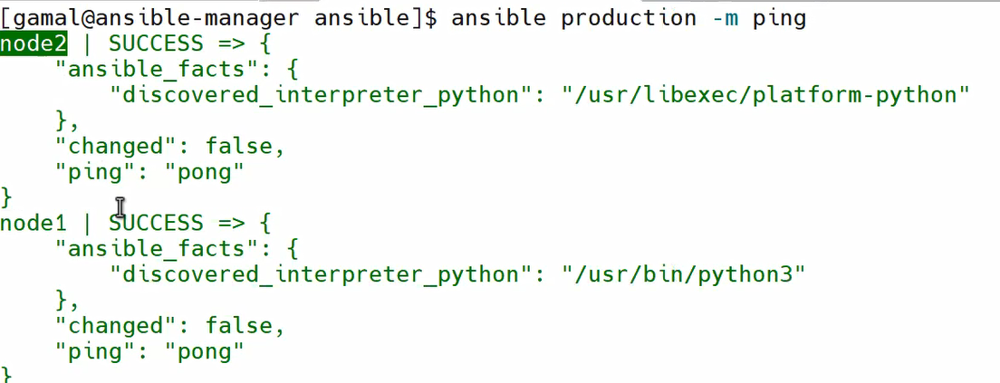 [gamal@ansible-manager ansible]$ ansible production -m ping
node2 | SUCCESS => {
    "ansible_facts": {
        "discovered_interpreter_python": "/usr/libexec/platform-python"
    },
    "changed": false,
    "ping": "pong"
}
node1 | SUCCESS => {
    "ansible_facts": {
        "discovered_interpreter_python": "/usr/bin/python3"
    },
    "changed": false,
    "ping": "pong"
}